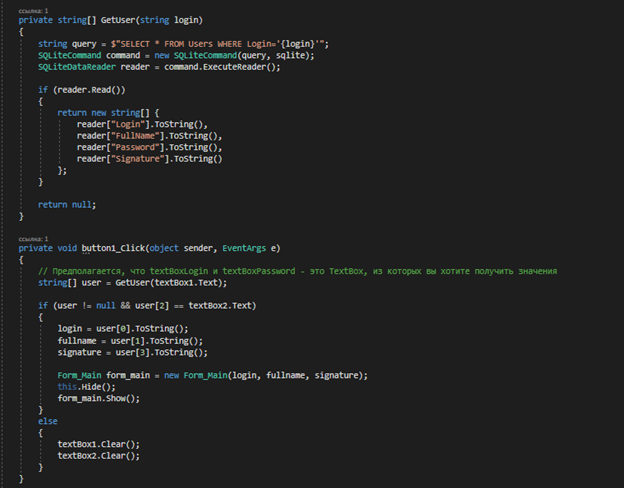 ссылка: 1
private string[] GetUser(string login)
{
string query = $"SELECT * FROM Users WHERE Login='{login}'";
SQLiteCommand command = new SQLiteCommand(query, sqlite);
SQLiteDataReader reader = command.ExecuteReader();
if (reader.Read())
{
return new string[] {
reader["Login"].ToString(),
reader["FullName"].ToString(),
reader["Password"].ToString(),
reader["Signature"].ToString()
};
}
return null;
}
ссылка: 1
private void button1_Click(object sender, EventArgs e)
{
// Предполагается, что textBoxLogin и textBoxPassword - это TextBox, из которых вы хотите получить значения
string[] user = GetUser(textBox1.Text);
if (user != null && user[2] == textBox2.Text)
{
login = user[0].ToString();
fullname = user[1].ToString();
signature = user[3].ToString();
Form_Main form_main = new Form_Main(login, fullname, signature);
this.Hide();
form_main.Show();
}
else
{
textBox1.Clear();
textBox2.Clear();
}
}